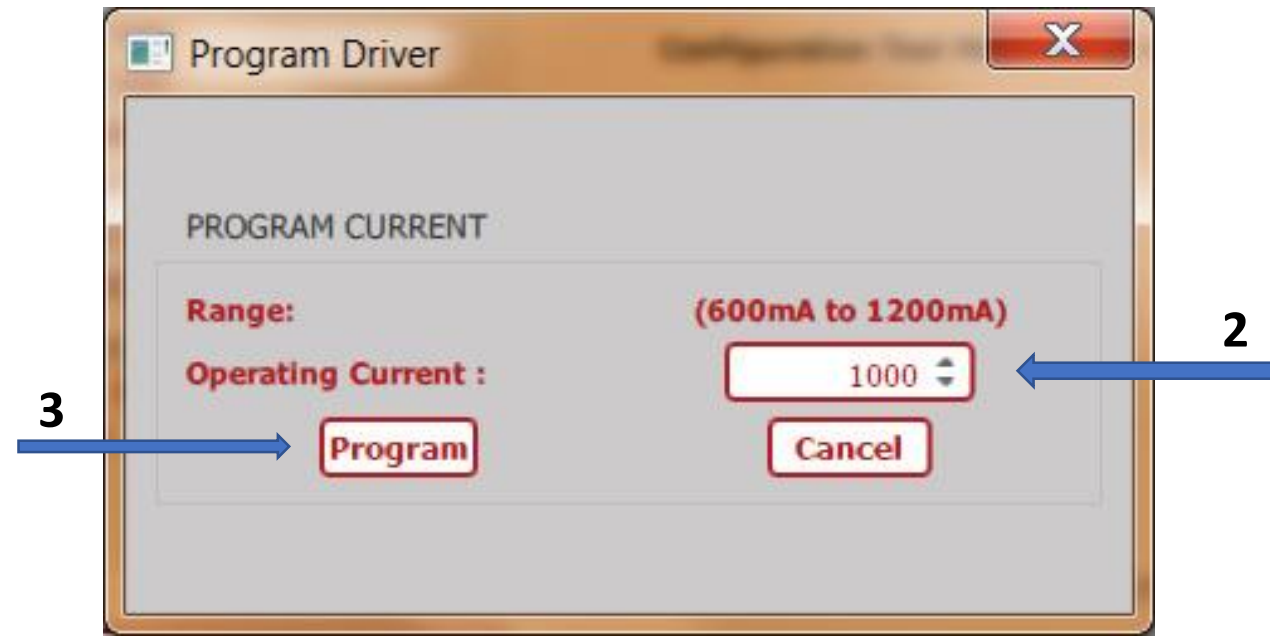 Program Driver
X
PROGRAM CURRENT
Range: (600mA to 1200mA)
2
Operating Current : 1000
3
Program Cancel